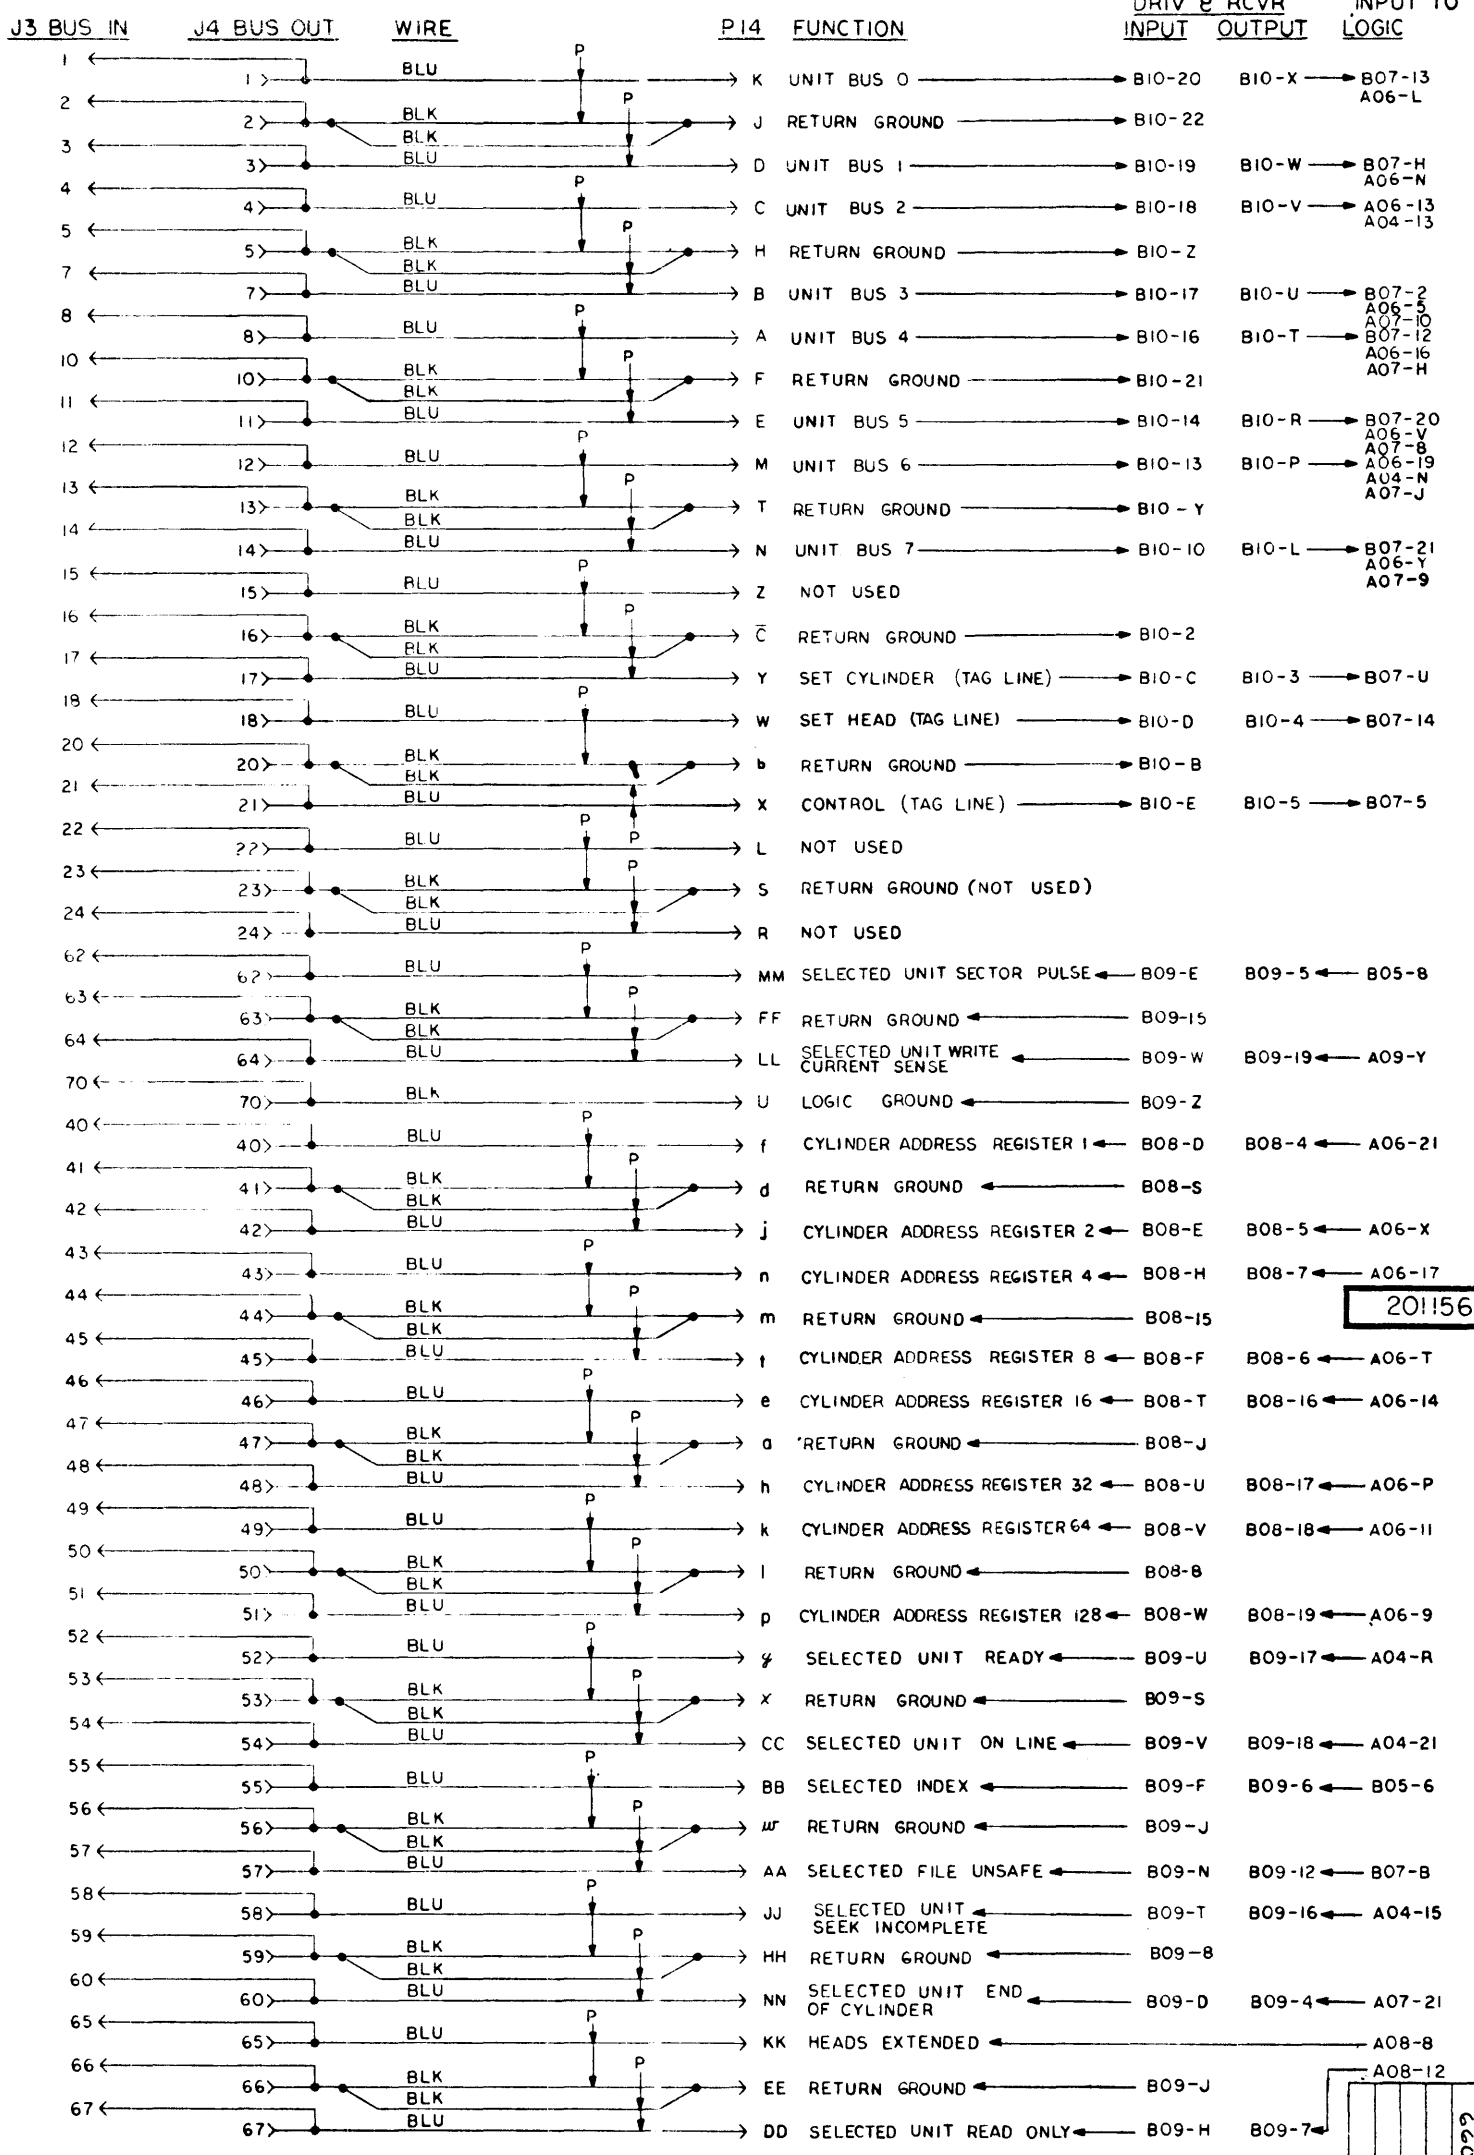 DRIV & RCVR INPUT TO
J3 BUS IN J4 BUS OUT WIRE P14 FUNCTION INPUT OUTPUT LOGIC
1 P
1 BLU K UNIT BUS 0 B10-20 B10-X B07-13
2 P A06-L
2 BLK J RETURN GROUND B10-22
BLK
3
3 BLU D UNIT BUS 1 B10-19 B10-W B07-H
4 P A06-N
4 BLU C UNIT BUS 2 B10-18 B10-V A06-13
5 P A04-13
5 BLK H RETURN GROUND B10-Z
7 BLK
7 BLU B UNIT BUS 3 B10-17 B10-U B07-2
A06-5
8 P A07-10
8 BLU A UNIT BUS 4 B10-16 B10-T B07-12
10 P A06-16
A07-H
10 BLK F RETURN GROUND B10-21
BLK
11
11 BLU E UNIT BUS 5 B10-14 B10-R B07-20
A06-V
12 P A07-8
12 BLU M UNIT BUS 6 B10-13 B10-P A06-19
A04-N
13 P A07-J
13 BLK T RETURN GROUND B10-Y
14 BLK
14 BLU N UNIT BUS 7 B10-10 B10-L B07-21
A06-Y
15 P A07-9
15 BLU Z NOT USED
16 P
16 BLK C̅ RETURN GROUND B10-2
17 BLK
17 BLU Y SET CYLINDER (TAG LINE) B10-C B10-3 B07-U
18 P
18 BLU W SET HEAD (TAG LINE) B10-D B10-4 B07-14
20
20 BLK b RETURN GROUND B10-B
21 BLK
21 BLU X CONTROL (TAG LINE) B10-E B10-5 B07-5
22 P P
22 BLU L NOT USED
23 P
23 BLK S RETURN GROUND (NOT USED)
24 BLK
24 BLU R NOT USED
62 P
62 BLU MM SELECTED UNIT SECTOR PULSE B09-E B09-5 B05-8
63 P
63 BLK FF RETURN GROUND B09-15
64 BLK
64 BLU LL SELECTED UNIT WRITE B09-W B09-19 A09-Y
CURRENT SENSE
70
70 BLK U LOGIC GROUND B09-Z
40 P
40 BLU f CYLINDER ADDRESS REGISTER 1 B08-D B08-4 A06-21
41 P
41 BLK d RETURN GROUND B08-S
42 BLK
42 BLU j CYLINDER ADDRESS REGISTER 2 B08-E B08-5 A06-X
43 P
43 BLU n CYLINDER ADDRESS REGISTER 4 B08-H B08-7 A06-17
44 P 201156
44 BLK m RETURN GROUND B08-15
45 BLK
45 BLU t CYLINDER ADDRESS REGISTER 8 B08-F B08-6 A06-T
46 P
46 BLU e CYLINDER ADDRESS REGISTER 16 B08-T B08-16 A06-14
47 P
47 BLK a RETURN GROUND B08-J
48 BLK
48 BLU h CYLINDER ADDRESS REGISTER 32 B08-U B08-17 A06-P
49 P
49 BLU k CYLINDER ADDRESS REGISTER 64 B08-V B08-18 A06-11
50 P
50 BLK l RETURN GROUND B08-8
51 BLK
51 BLU p CYLINDER ADDRESS REGISTER 128 B08-W B08-19 A06-9
52 P
52 BLU y SELECTED UNIT READY B09-U B09-17 A04-R
53 P
53 BLK x RETURN GROUND B09-S
54 BLK
54 BLU CC SELECTED UNIT ON LINE B09-V B09-18 A04-21
55 P
55 BLU BB SELECTED INDEX B09-F B09-6 B05-6
56 P
56 BLK w RETURN GROUND B09-J
57 BLK
57 BLU AA SELECTED FILE UNSAFE B09-N B09-12 B07-B
58 P
58 BLU JJ SELECTED UNIT B09-T B09-16 A04-15
SEEK INCOMPLETE
59 P
59 BLK HH RETURN GROUND B09-8
60 BLK
60 BLU NN SELECTED UNIT END B09-D B09-4 A07-21
OF CYLINDER
65 P
65 BLU KK HEADS EXTENDED A08-8
66 P A08-12
66 BLK EE RETURN GROUND B09-J
67 BLK
67 BLU DD SELECTED UNIT READ ONLY B09-H B09-7